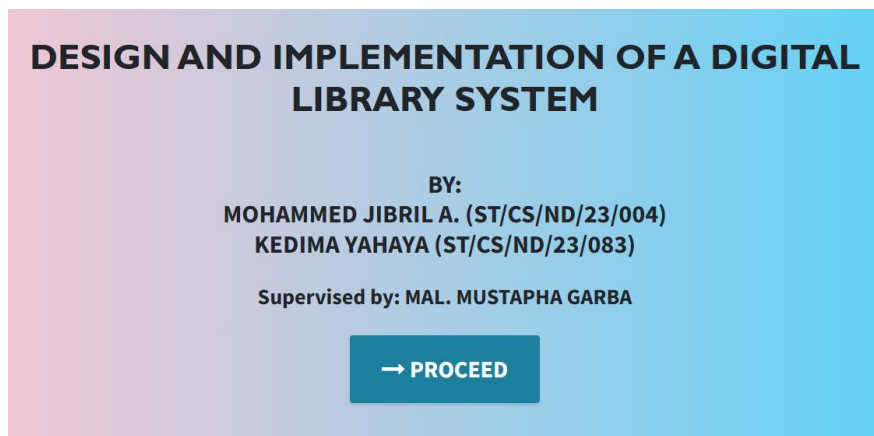 DESIGN AND IMPLEMENTATION OF A DIGITAL
LIBRARY SYSTEM
BY:
MOHAMMED JIBRIL A. (ST/CS/ND/23/004)
KEDIMA YAHAYA (ST/CS/ND/23/083)
Supervised by: MAL. MUSTAPHA GARBA
→ PROCEED